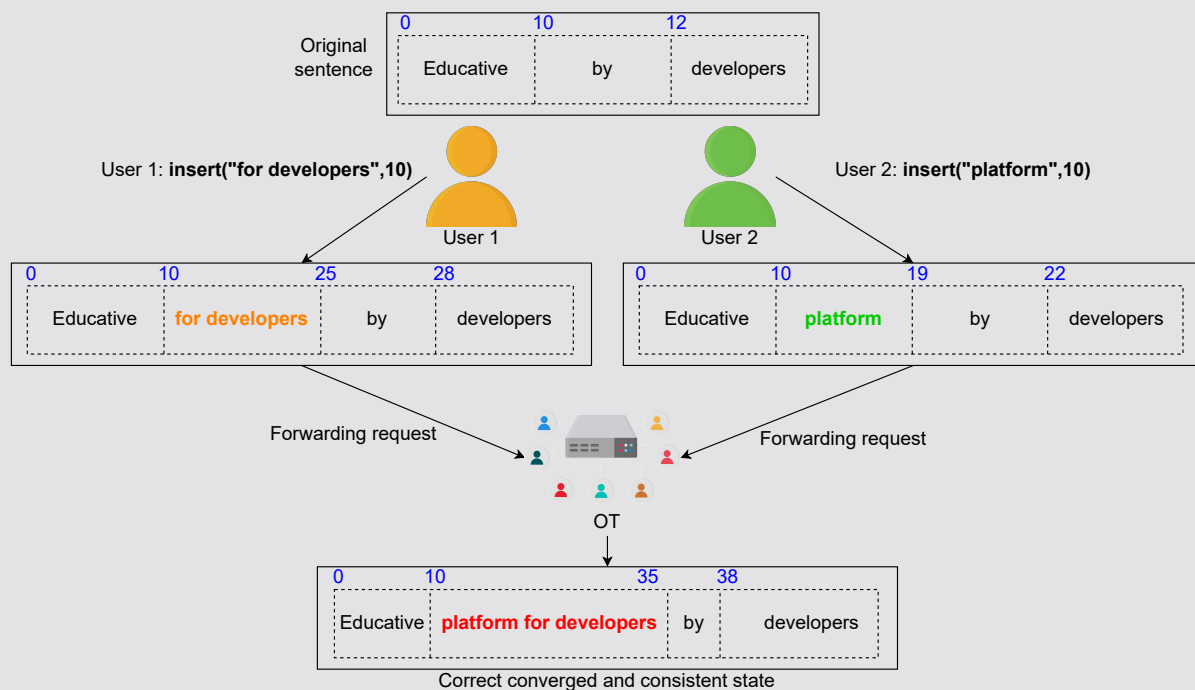 0 10 12
Original
sentence
Educative by developers
User 1: insert("for developers",10)
User 2: insert("platform",10)
User 1
User 2
0 10 25 28
Educative for developers by developers
0 10 19 22
Educative platform by developers
Forwarding request
Forwarding request
OT
0 10 35 38
Educative platform for developers by developers
Correct converged and consistent state